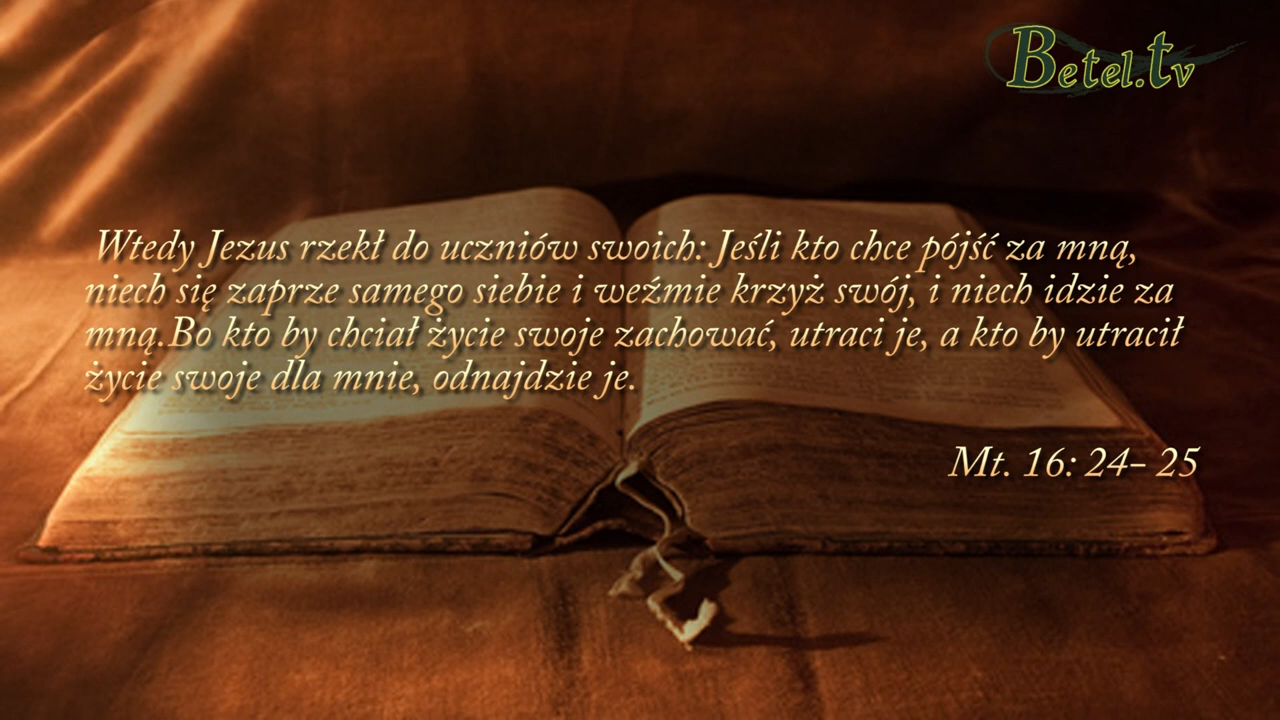 Betel.tv
Wtedy Jezus rzekł do uczniów swoich: Jeśli kto chce pójść za mną,
niech się zaprze samego siebie i weźmie krzyż swój, i niech idzie za
mną.Bo kto by chciał życie swoje zachować, utraci je, a kto by utracił
życie swoje dla mnie, odnajdzie je.
Mt. 16: 24- 25